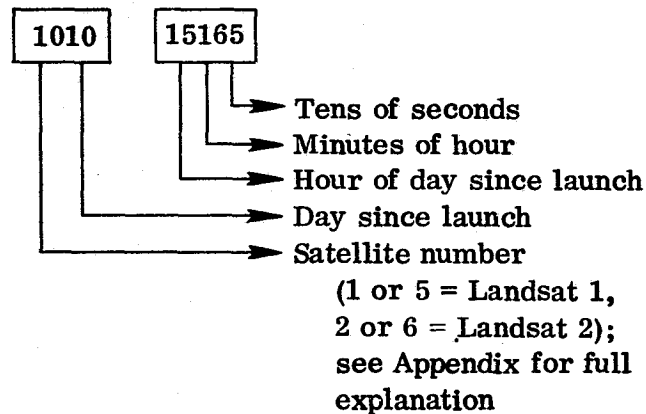 1010 15165
Tens of seconds
Minutes of hour
Hour of day since launch
Day since launch
Satellite number
(1 or 5 = Landsat 1,
2 or 6 = Landsat 2);
see Appendix for full
explanation